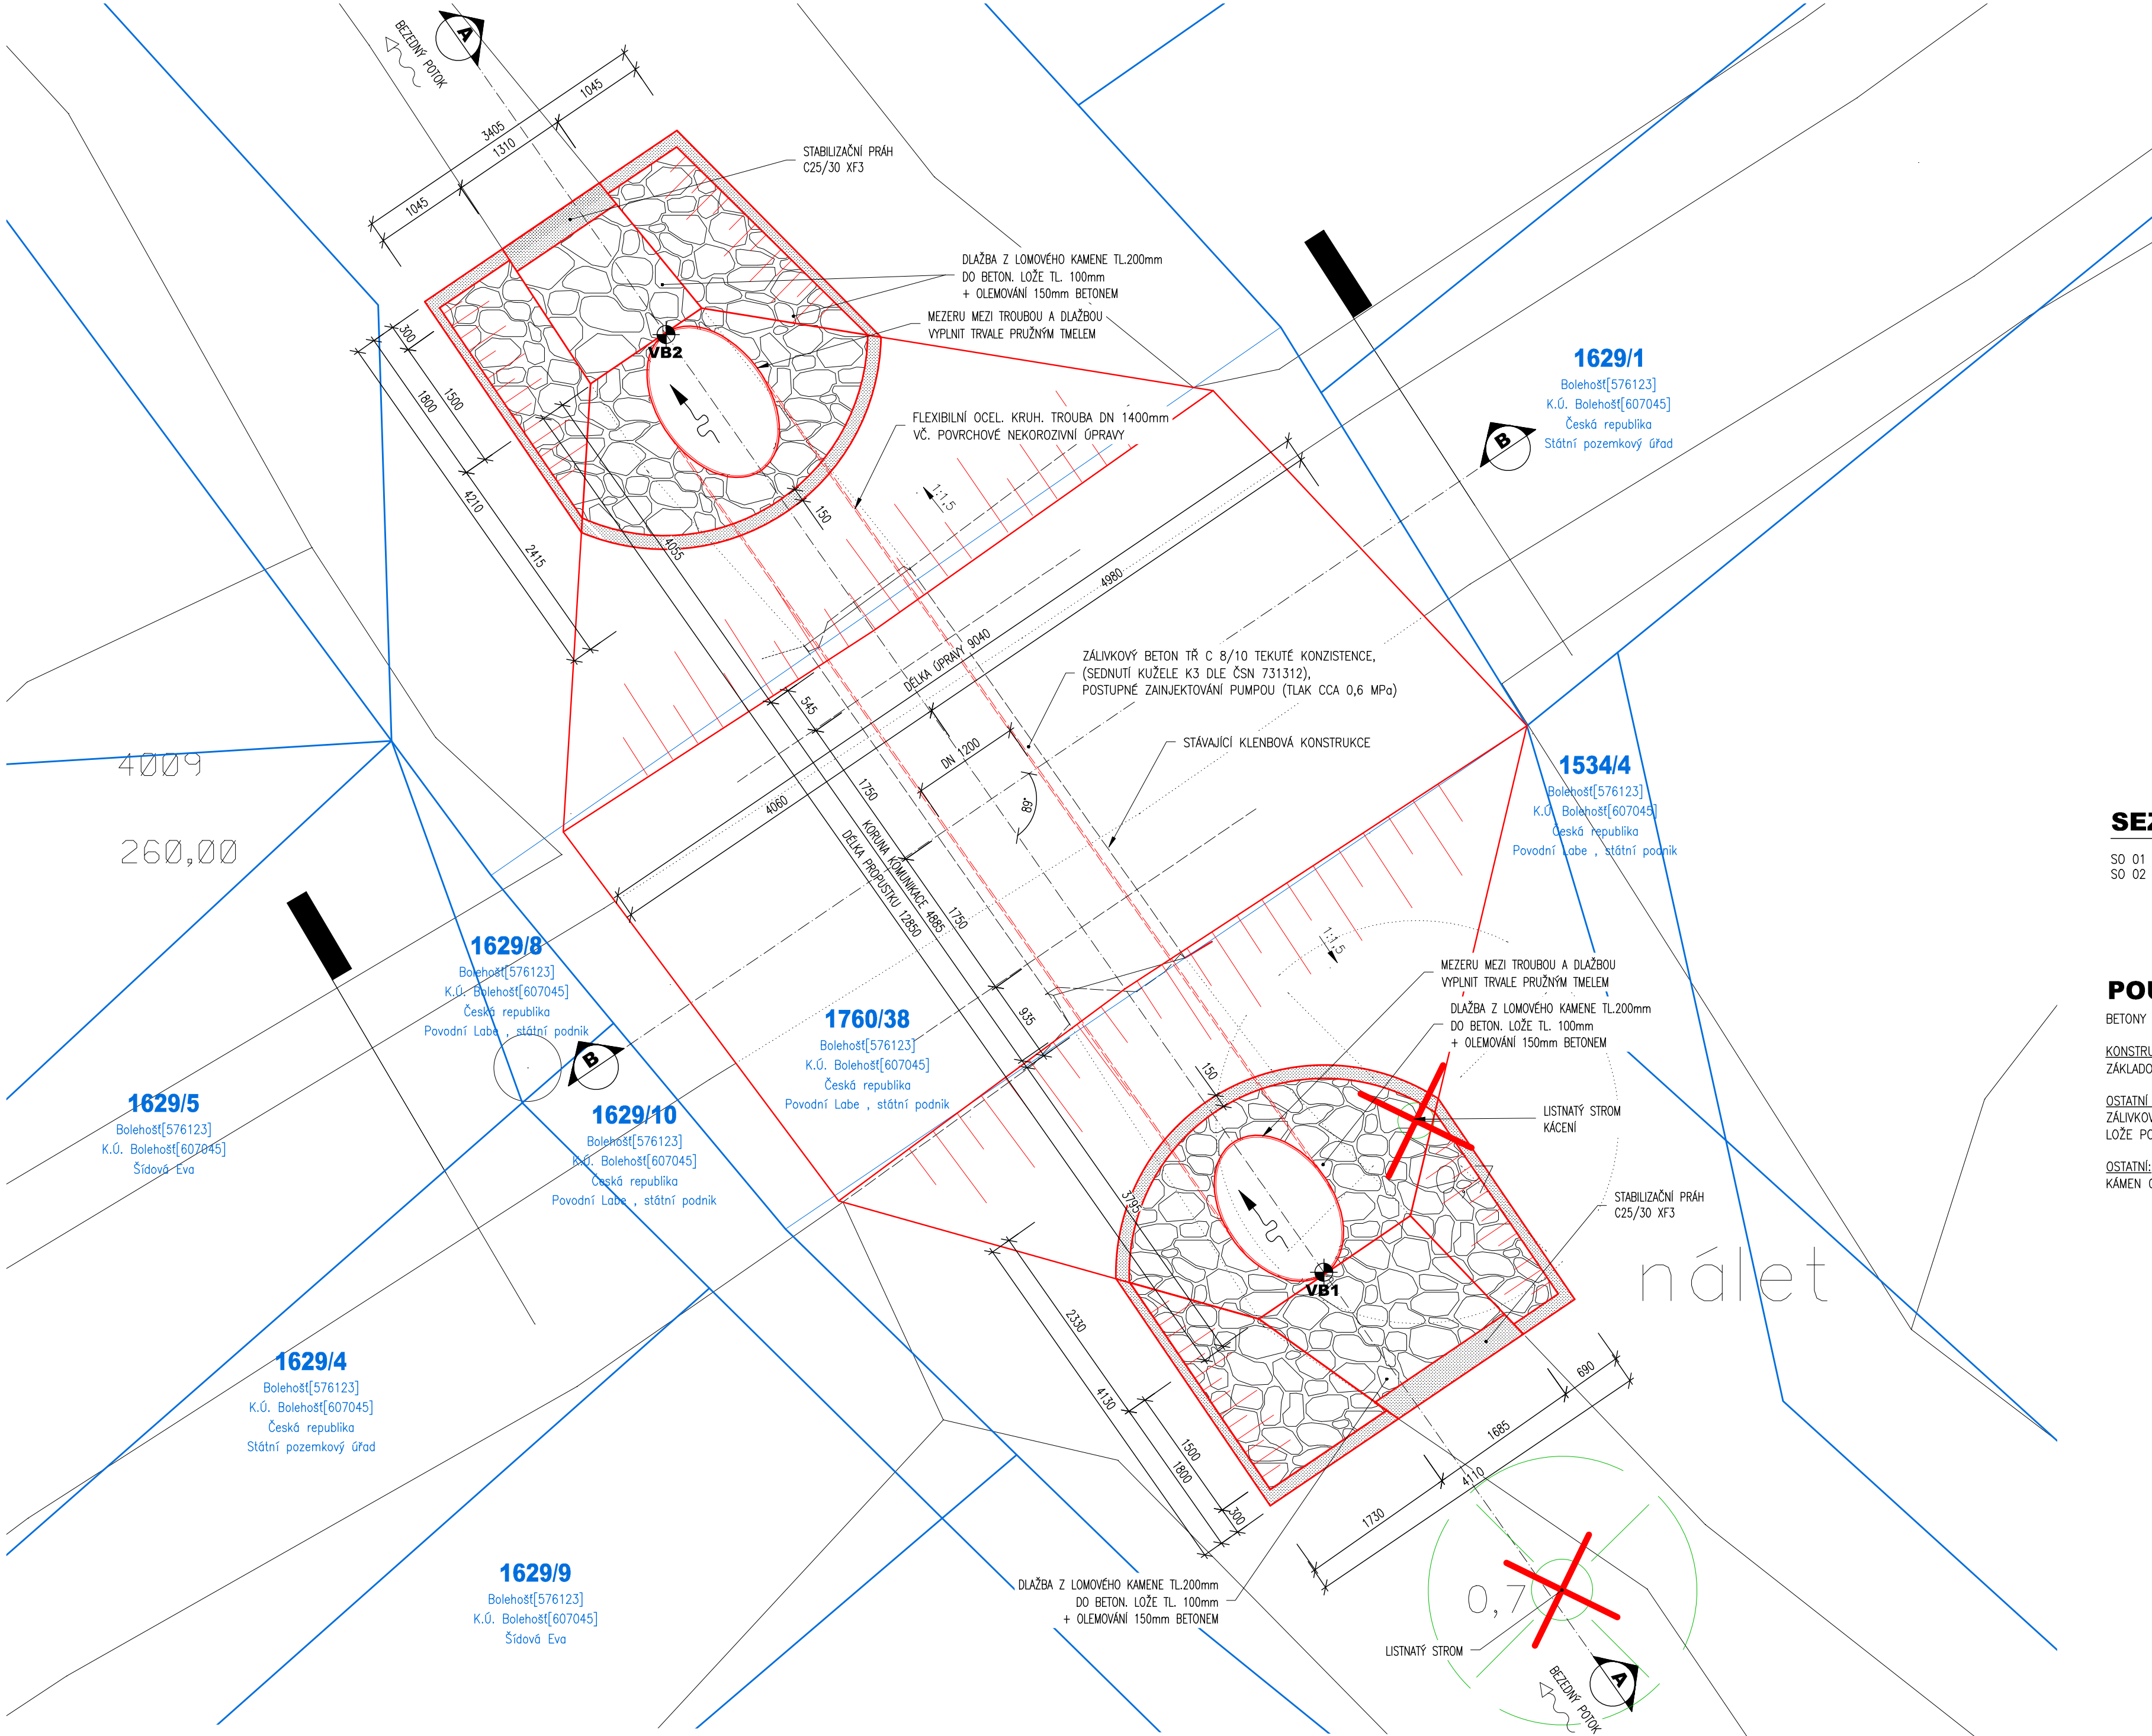 BEZEDNÝ POTOK
A
3405
1045
1310
1045
STABILIZAČNÍ PRÁH
C25/30 XF3
DLAŽBA Z LOMOVÉHO KAMENE TL.200mm
DO BETON. LOŽE TL. 100mm
+ OLEMOVÁNÍ 150mm BETONEM
MEZERU MEZI TROUBOU A DLAŽBOU
VYPLNIT TRVALE PRUŽNÝM TMELEM
VB2
300
1500
1800
4210
2415
FLEXIBILNÍ OCEL. KRUH. TROUBA DN 1400mm
VČ. POVRCHOVÉ NEKOROZIVNÍ ÚPRAVY
1:1,5
150
4055
1629/1
Bolehošť[576123]
K.Ú. Bolehošť[607045]
Česká republika
Státní pozemkový úřad
B
4980
DÉLKA ÚPRAVY 9040
ZÁLIVKOVÝ BETON TŘ C 8/10 TEKUTÉ KONZISTENCE,
(SEDNUTÍ KUŽELE K3 DLE ČSN 731312),
POSTUPNÉ ZAINJEKTOVÁNÍ PUMPOU (TLAK CCA 0,6 MPa)
STÁVAJÍCÍ KLENBOVÁ KONSTRUKCE
545
DN 1200
1750
4060
89°
KORUNA KOMUNIKACE 4885
DÉLKA PROPUSTKU 12850
1750
935
4009
260,00
1534/4
Bolehošť[576123]
K.Ú. Bolehošť[607045]
Česká republika
Povodní Labe , státní podnik
SO 01
SO 02
BETONY
1629/8
Bolehošť[576123]
K.Ú. Bolehošť[607045]
Česká republika
Povodní Labe , státní podnik
B
1760/38
Bolehošť[576123]
K.Ú. Bolehošť[607045]
Česká republika
Povodní Labe , státní podnik
1:1,5
MEZERU MEZI TROUBOU A DLAŽBOU
VYPLNIT TRVALE PRUŽNÝM TMELEM
DLAŽBA Z LOMOVÉHO KAMENE TL.200mm
DO BETON. LOŽE TL. 100mm
+ OLEMOVÁNÍ 150mm BETONEM
150
LISTNATÝ STROM
KÁCENÍ
OSTATNÍ
LOŽE
OSTATNÍ:
KÁMEN
1629/5
Bolehošť[576123]
K.Ú. Bolehošť[607045]
Šídová Eva
1629/10
Bolehošť[576123]
K.Ú. Bolehošť[607045]
Česká republika
Povodní Labe , státní podnik
3795
STABILIZAČNÍ PRÁH
C25/30 XF3
nálet
VB1
2330
4130
1500
1800
300
690
1685
4110
1730
1629/4
Bolehošť[576123]
K.Ú. Bolehošť[607045]
Česká republika
Státní pozemkový úřad
1629/9
Bolehošť[576123]
K.Ú. Bolehošť[607045]
Šídová Eva
DLAŽBA Z LOMOVÉHO KAMENE TL.200mm
DO BETON. LOŽE TL. 100mm
+ OLEMOVÁNÍ 150mm BETONEM
0,7
LISTNATÝ STROM
BEZEDNÝ POTOK
A